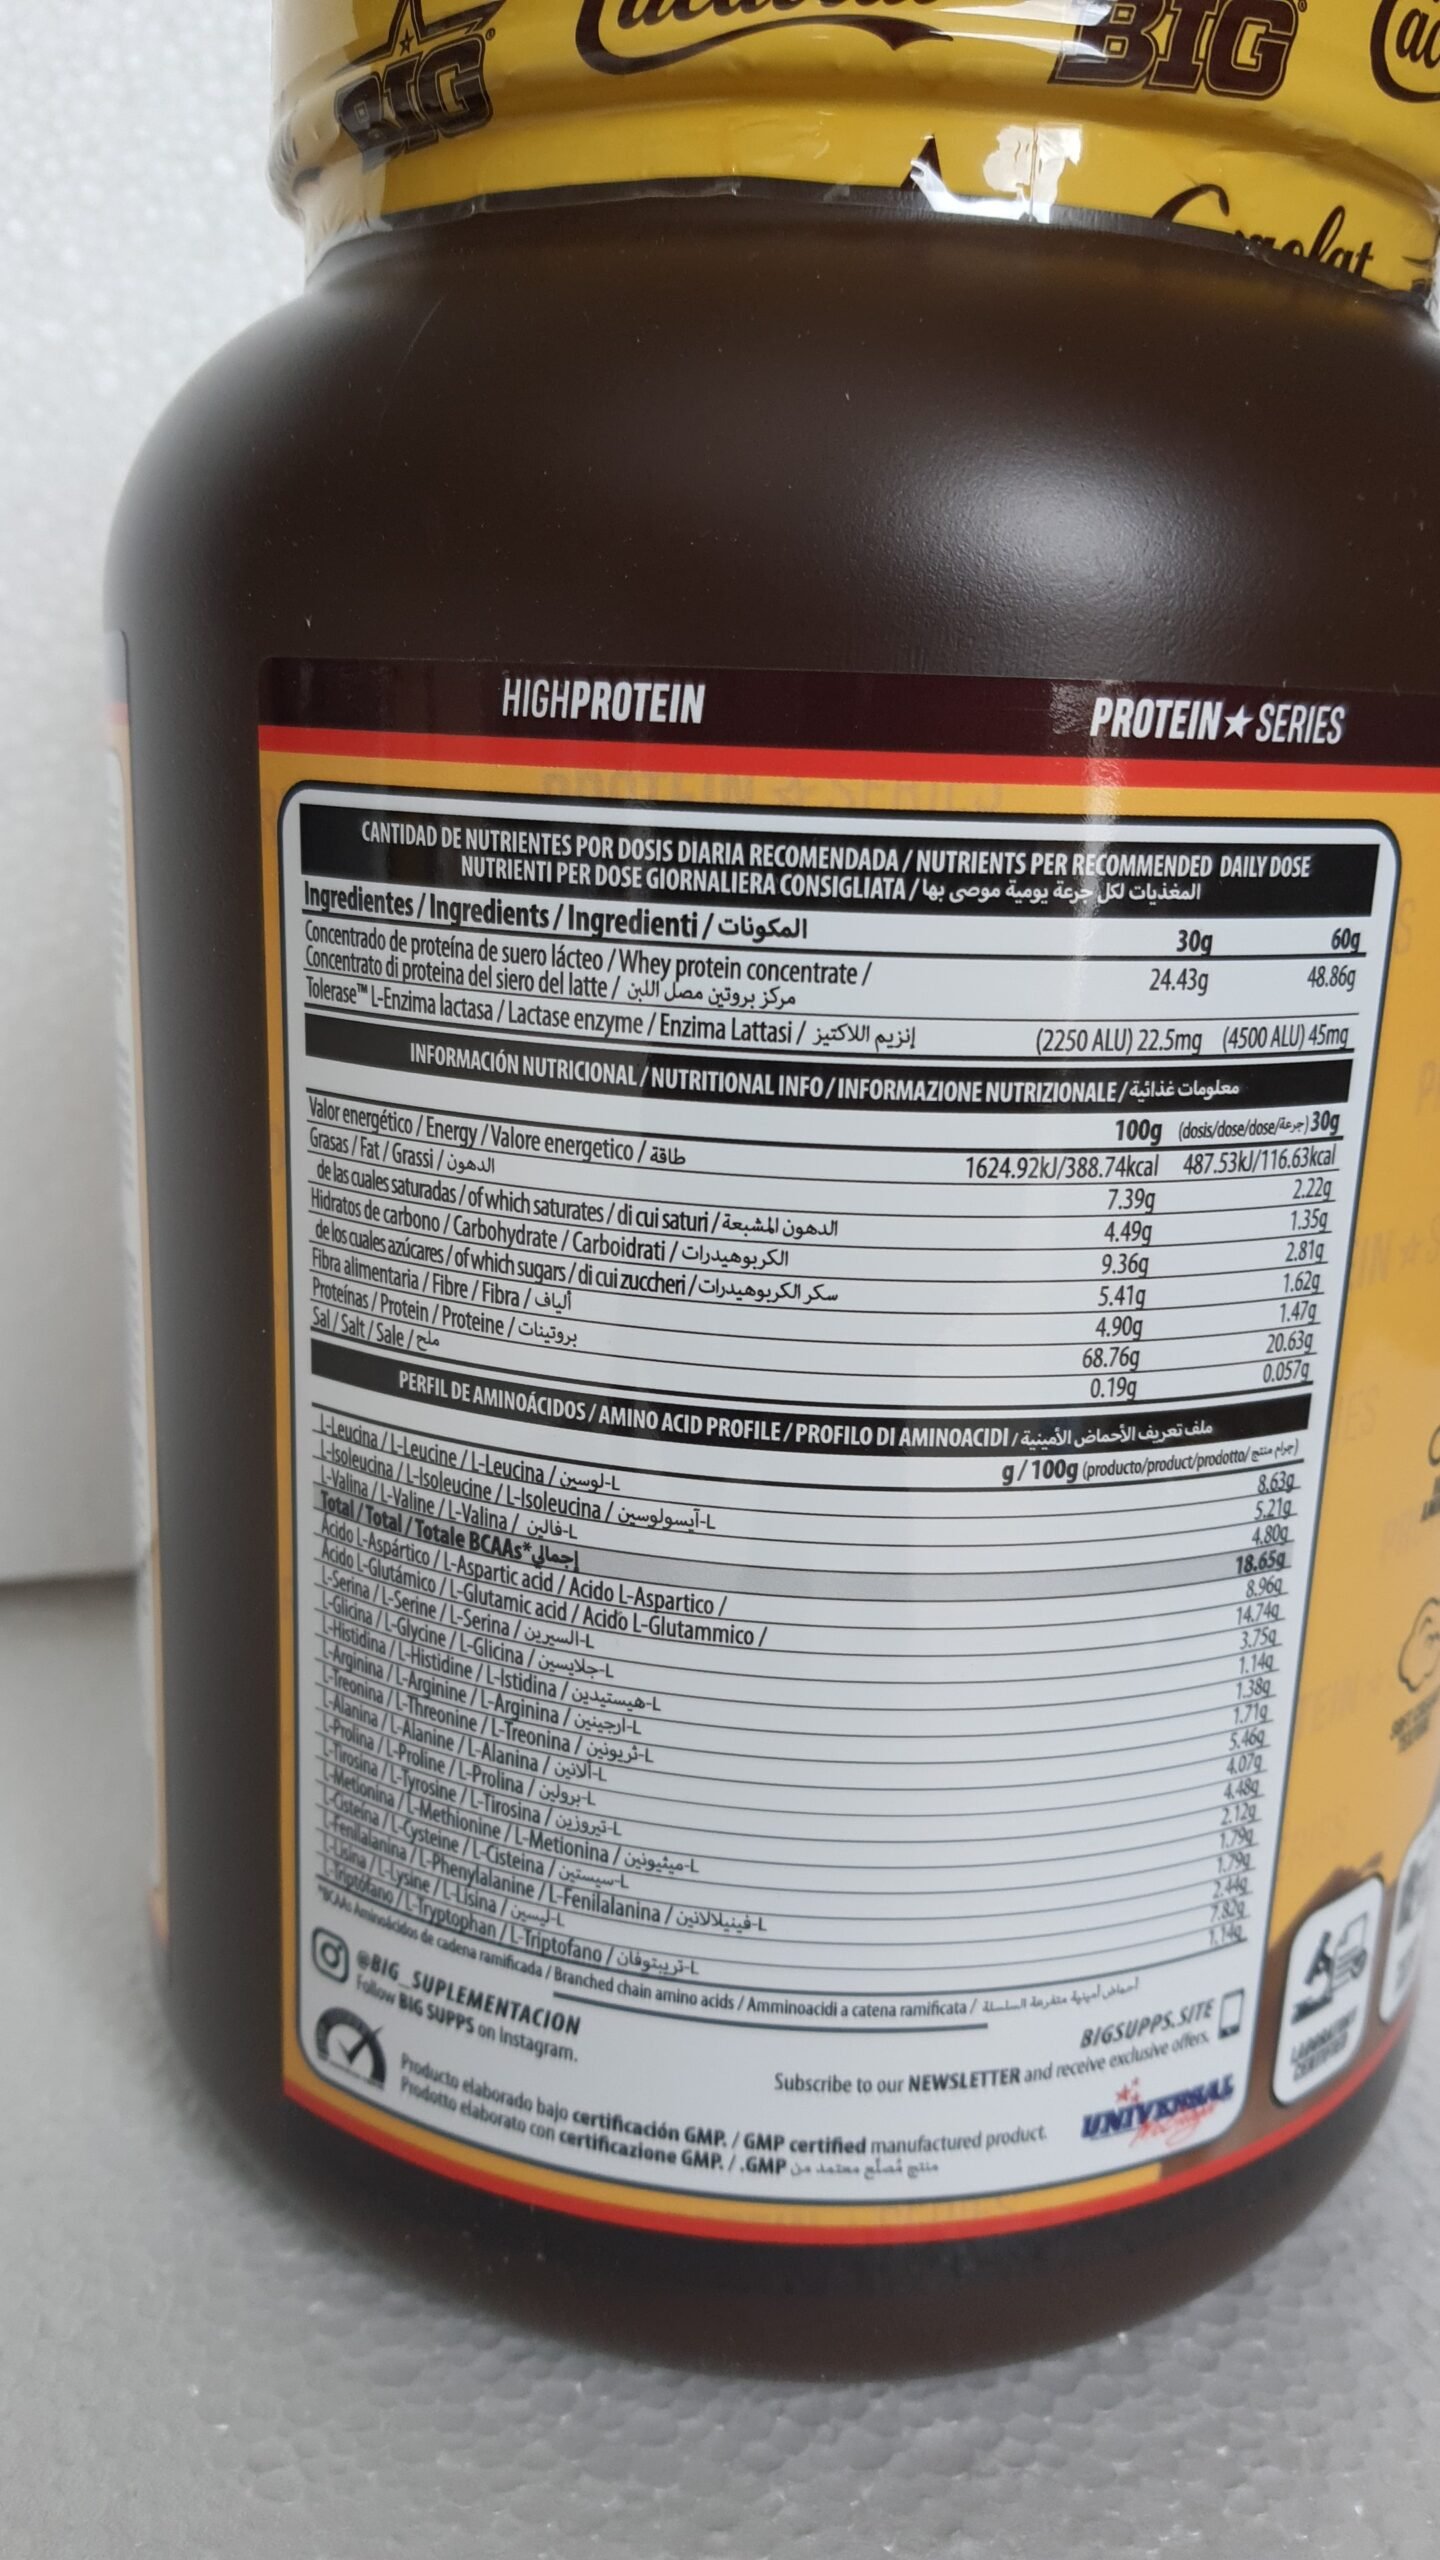 BIG
Cacaolat
BIG
Cacaolat
HIGHPROTEIN
PROTEIN★SERIES
CANTIDAD DE NUTRIENTES POR DOSIS DIARIA RECOMENDADA / NUTRIENTS PER RECOMMENDED DAILY DOSE
NUTRIENTI PER DOSE GIORNALIERA CONSIGLIATA / المغذيات لكل جرعة يومية موصى بها
Ingredientes / Ingredients / Ingredienti / المكونات 30g 60g
Concentrado de proteína de suero lácteo / Whey protein concentrate / 24.43g 48.86g
Concentrato di proteina del siero del latte / مركز بروتين مصل اللبن
Tolerase™ L-Enzima lactasa / Lactase enzyme / Enzima Lattasi / إنزيم اللاكتيز (2250 ALU) 22.5mg (4500 ALU) 45mg
INFORMACIÓN NUTRICIONAL / NUTRITIONAL INFO / INFORMAZIONE NUTRIZIONALE / معلومات غذائية
100g (dosis/dose/dose/جرعة) 30g
Valor energético / Energy / Valore energetico / طاقة 1624.92kJ/388.74kcal 487.53kJ/116.63kcal
Grasas / Fat / Grassi / الدهون 7.39g 2.22g
de las cuales saturadas / of which saturates / di cui saturi / الدهون المشبعة 4.49g 1.35g
Hidratos de carbono / Carbohydrate / Carboidrati / الكربوهيدرات 9.36g 2.81g
de los cuales azúcares / of which sugars / di cui zuccheri / سكر الكربوهيدرات 5.41g 1.62g
Fibra alimentaria / Fibre / Fibra / ألياف 4.90g 1.47g
Proteínas / Protein / Proteine / بروتينات 68.76g 20.63g
Sal / Salt / Sale / ملح 0.19g 0.057g
PERFIL DE AMINOÁCIDOS / AMINO ACID PROFILE / PROFILO DI AMINOACIDI / ملف تعريف الأحماض الأمينية
g / 100g (producto/product/prodotto/جرام منتج)
L-Leucina / L-Leucine / L-Leucina / لوسين-L 8.63g
L-Isoleucina / L-Isoleucine / L-Isoleucina / آيسولوسين-L 5.21g
L-Valina / L-Valine / L-Valina / فالين-L 4.80g
Total / Total / Totale BCAAs* إجمالي 18.65g
Ácido L-Aspártico / L-Aspartic acid / Acido L-Aspartico / 8.96g
Ácido L-Glutámico / L-Glutamic acid / Acido L-Glutammico / 14.74g
L-Serina / L-Serine / L-Serina / السيرين-L 3.75g
L-Glicina / L-Glycine / L-Glicina / جلايسين-L 1.14g
L-Histidina / L-Histidine / L-Istidina / هيستيدين-L 1.38g
L-Arginina / L-Arginine / L-Arginina / ارجينين-L 1.71g
L-Treonina / L-Threonine / L-Treonina / ثريونين-L 5.46g
L-Alanina / L-Alanine / L-Alanina / ألانين-L 4.07g
L-Prolina / L-Proline / L-Prolina / برولين-L 4.48g
L-Tirosina / L-Tyrosine / L-Tirosina / تيروزين-L 2.12g
L-Metionina / L-Methionine / L-Metionina / ميثيونين-L 1.79g
L-Cisteína / L-Cysteine / L-Cisteina / سيستين-L 1.79g
L-Fenilalanina / L-Phenylalanine / L-Fenilalanina / فينيلالانين-L 2.44g
L-Lisina / L-Lysine / L-Lisina / ليسين-L 7.82g
L-Triptófano / L-Tryptophan / L-Triptofano / تريبتوفان-L 1.14g
*BCAAs Aminoácidos de cadena ramificada / Branched chain amino acids / Amminoacidi a catena ramificata / أحماض أمينية متفرعة السلسلة
@BIG_SUPLEMENTACION
Follow BIG SUPPS on instagram.
BIGSUPPS.SITE
Subscribe to our NEWSLETTER and receive exclusive offers.
Producto elaborado bajo certificación GMP. / GMP certified manufactured product.
Prodotto elaborato con certificazione GMP. / .GMP منتج مُصنّع معتمد من
UNIVERSAL
LABORATORY
CERTIFIED